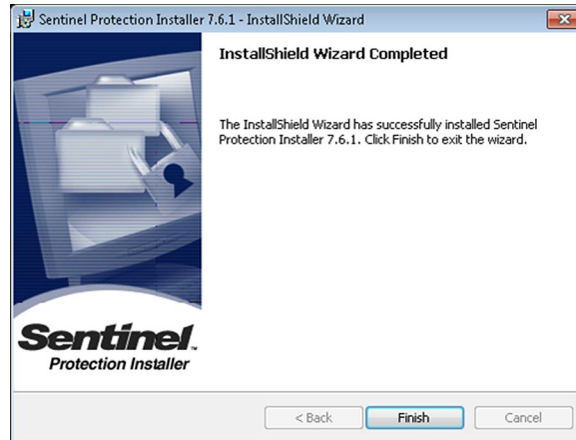 Sentinel Protection Installer 7.6.1 - InstallShield Wizard
InstallShield Wizard Completed
The InstallShield Wizard has successfully installed Sentinel
Protection Installer 7.6.1. Click Finish to exit the wizard.
Sentinel.
Protection Installer
< Back Finish Cancel